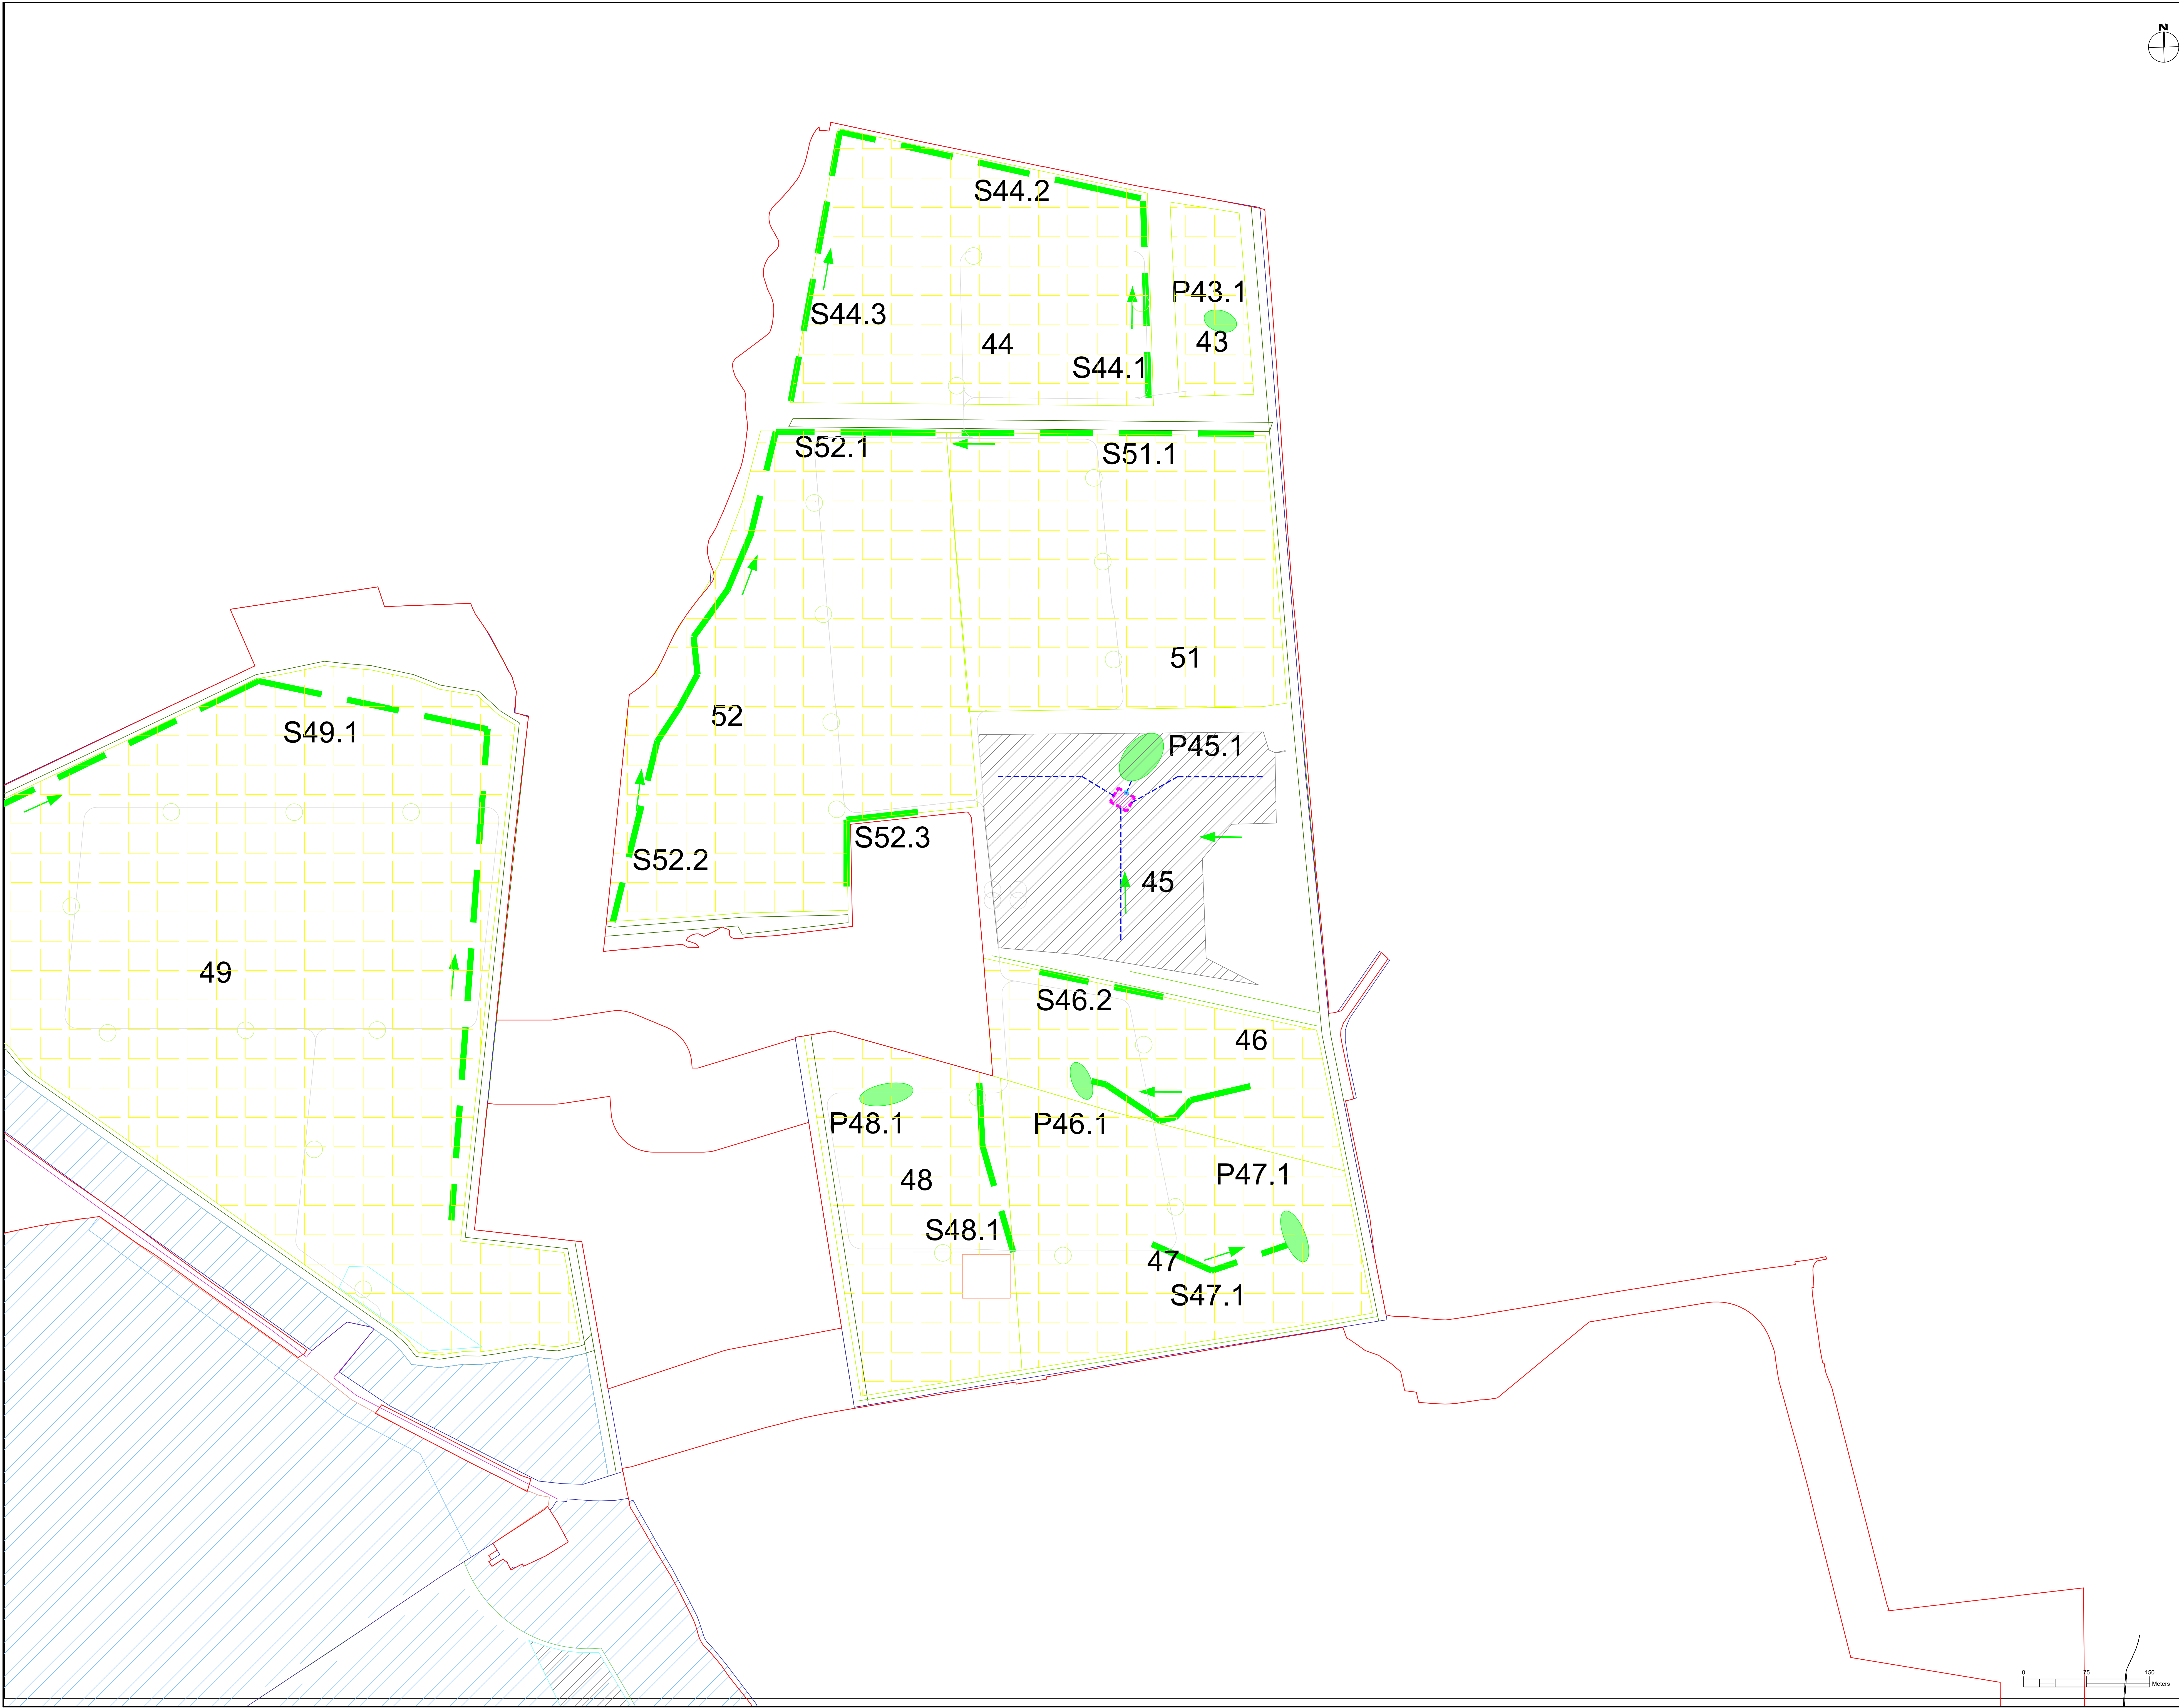 N
S44.2
P43.1
S44.3
44
43
S44.1
S52.1
S51.1
51
52
S49.1
P45.1
S52.3
S52.2
45
49
S46.2
46
P48.1
P46.1
P47.1
48
S48.1
47
S47.1
0 75 150
Meters